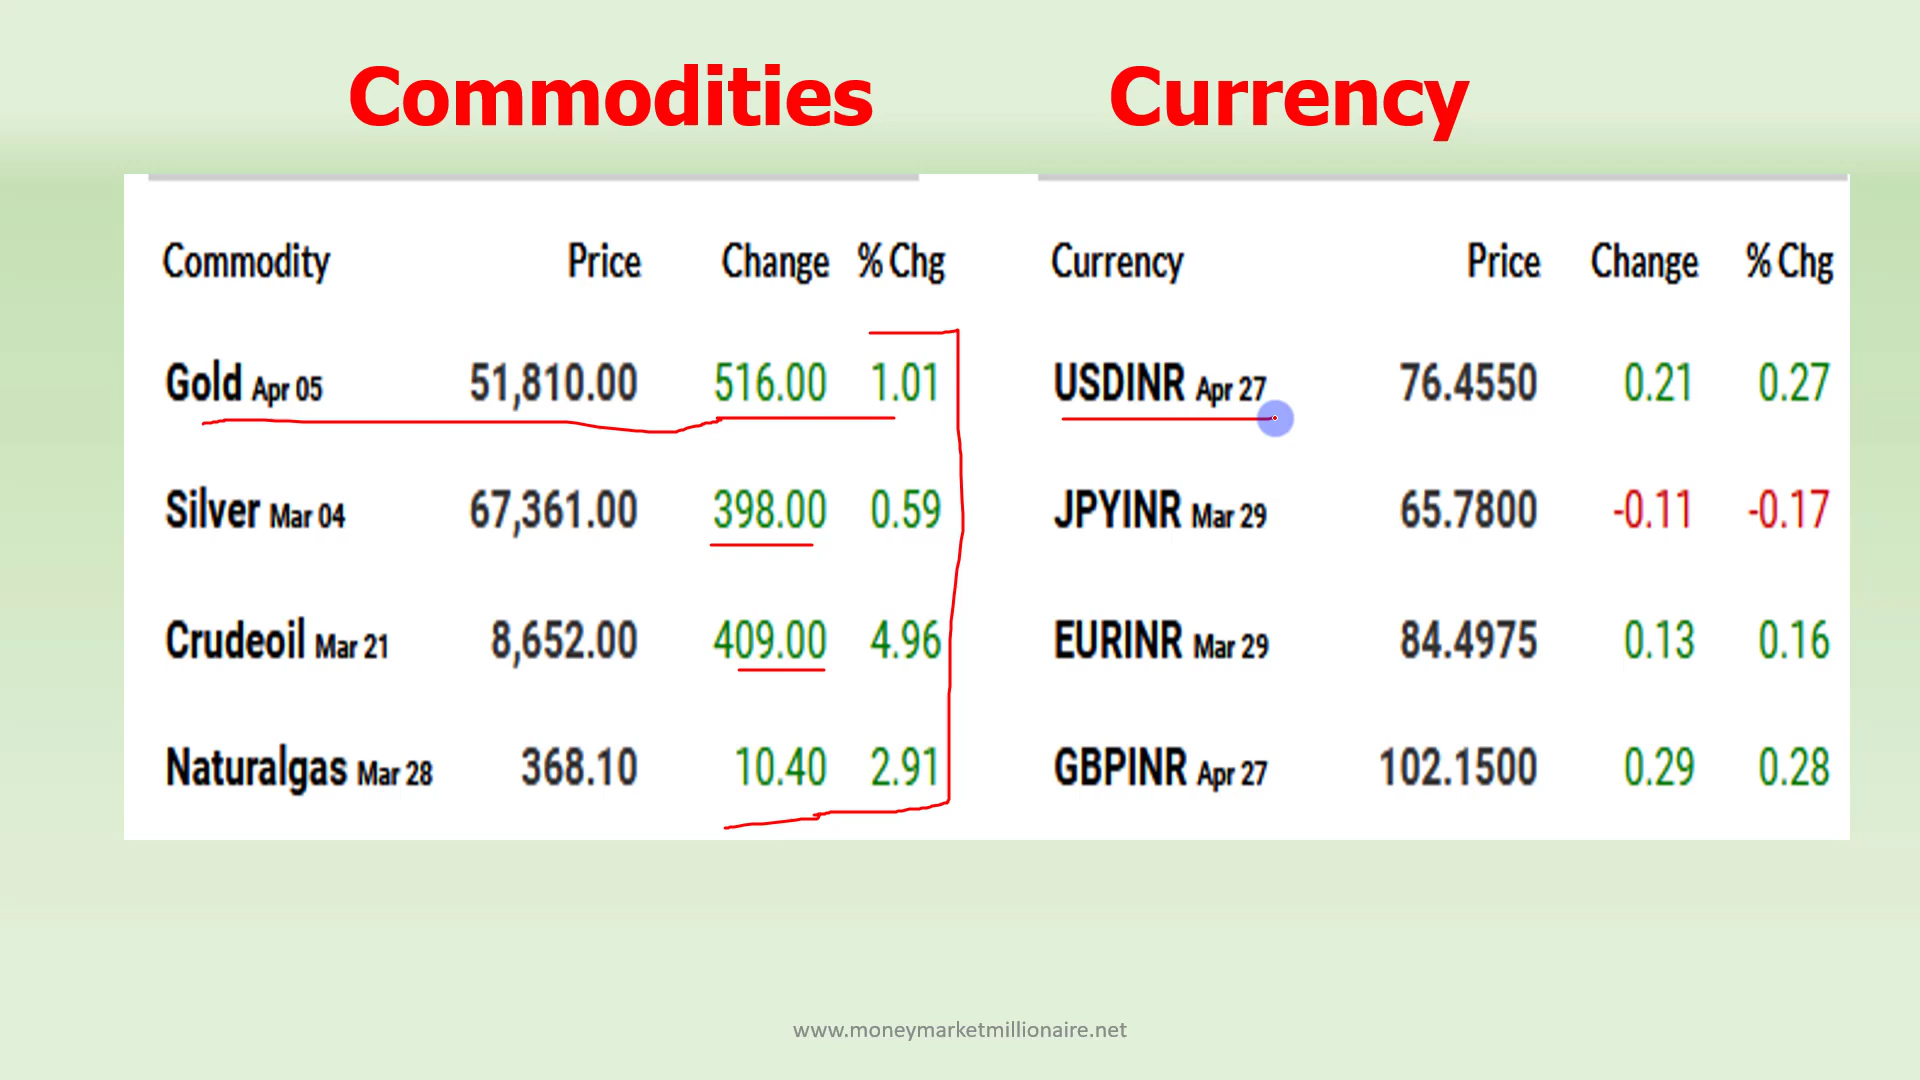 Commodities Currency
Commodity Price Change % Chg
Gold Apr 05 51,810.00 516.00 1.01
Silver Mar 04 67,361.00 398.00 0.59
Crudeoil Mar 21 8,652.00 409.00 4.96
Naturalgas Mar 28 368.10 10.40 2.91
Currency Price Change % Chg
USDINR Apr 27 76.4550 0.21 0.27
JPYINR Mar 29 65.7800 -0.11 -0.17
EURINR Mar 29 84.4975 0.13 0.16
GBPINR Apr 27 102.1500 0.29 0.28
www.moneymarketmillionaire.net